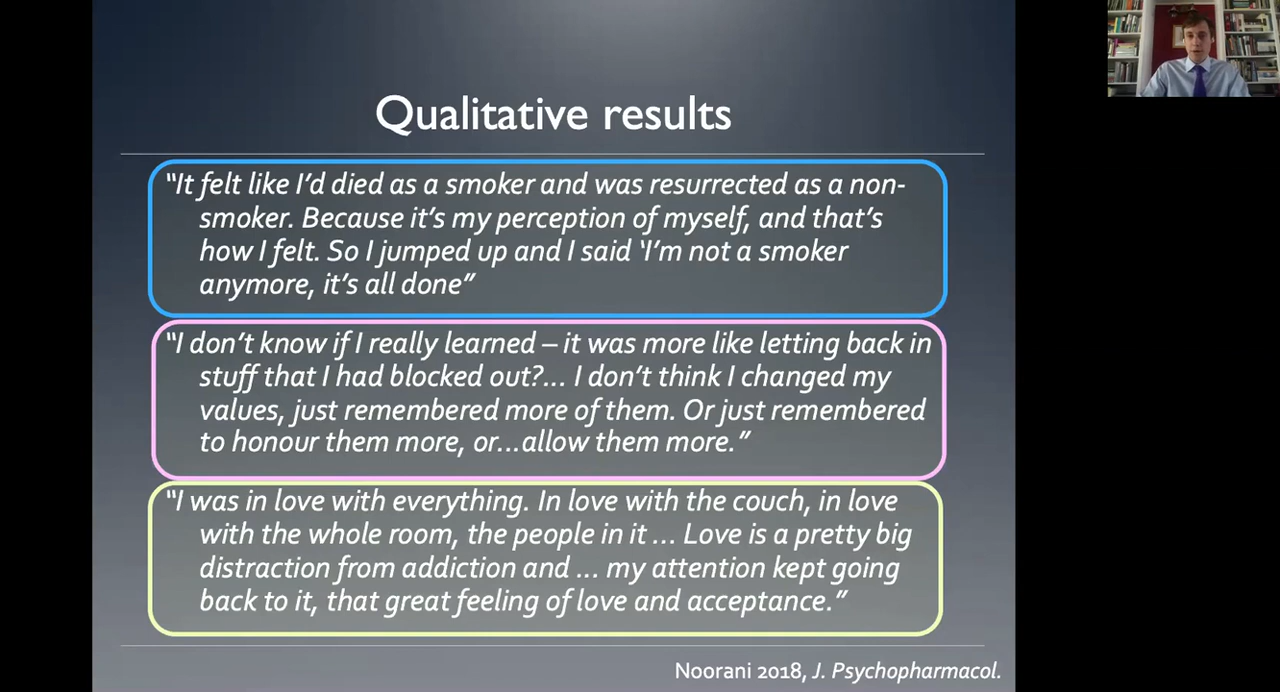 Qualitative results
“It felt like I’d died as a smoker and was resurrected as a non-
smoker. Because it’s my perception of myself, and that’s
how I felt. So I jumped up and I said ‘I’m not a smoker
anymore, it’s all done”
“I don’t know if I really learned – it was more like letting back in
stuff that I had blocked out?... I don’t think I changed my
values, just remembered more of them. Or just remembered
to honour them more, or...allow them more.”
“I was in love with everything. In love with the couch, in love
with the whole room, the people in it ... Love is a pretty big
distraction from addiction and ... my attention kept going
back to it, that great feeling of love and acceptance.”
Noorani 2018, J. Psychopharmacol.